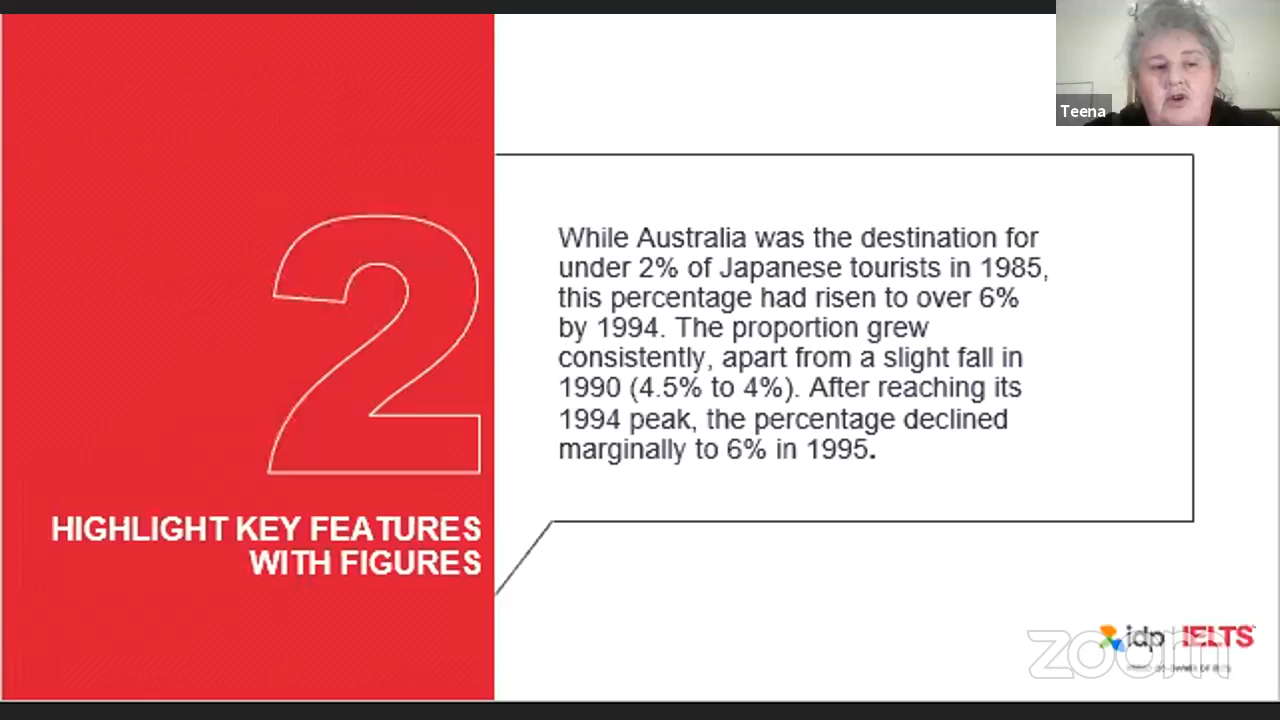 Teena
While Australia was the destination for
under 2% of Japanese tourists in 1985,
this percentage had risen to over 6%
by 1994. The proportion grew
consistently, apart from a slight fall in
1990 (4.5% to 4%). After reaching its
1994 peak, the percentage declined
marginally to 6% in 1995.
2
HIGHLIGHT KEY FEATURES
WITH FIGURES
idp IELTS
zoom